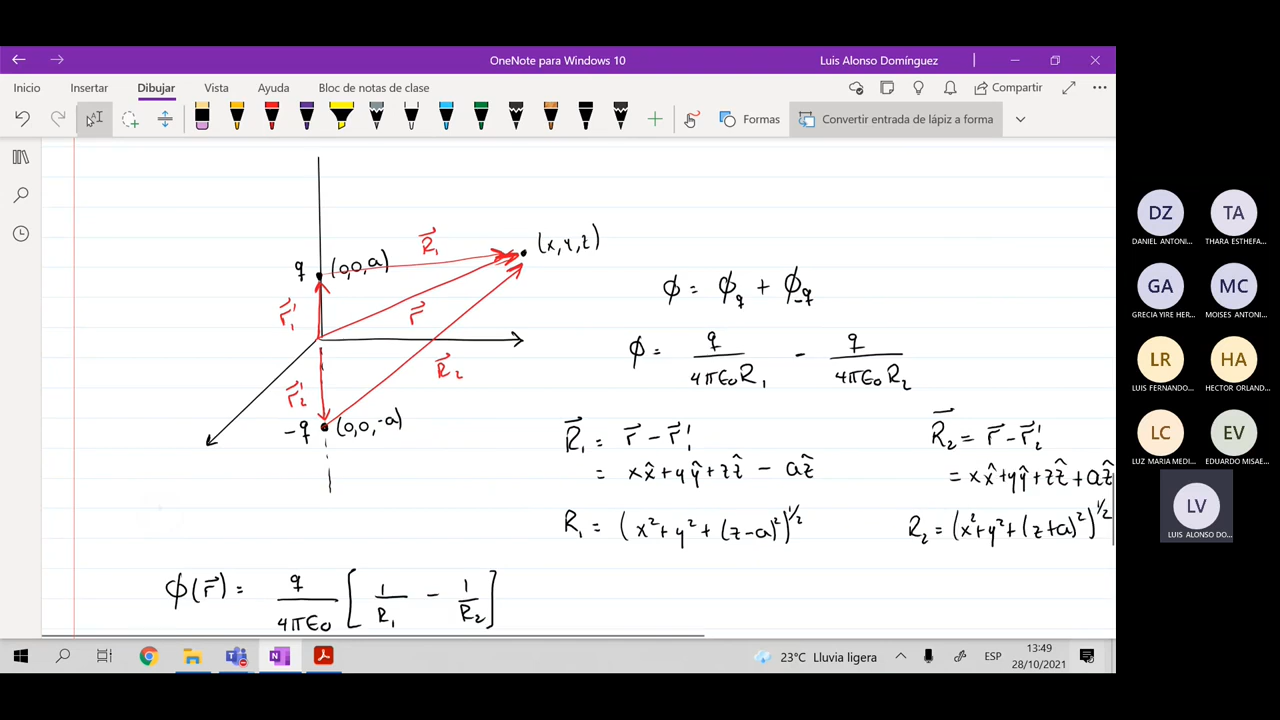 OneNote para Windows 10
Luis Alonso Domínguez
Inicio Insertar Dibujar Vista Ayuda Bloc de notas de clase
Compartir
Formas Convertir entrada de lápiz a forma
q (0,0,a)
R⃗₁
(x,y,z)
r⃗₁'
r⃗
R⃗₂
r⃗₂'
-q (0,0,-a)
ϕ = ϕ_q + ϕ_-q
ϕ = q/(4πϵ₀R₁) - q/(4πϵ₀R₂)
R⃗₁ = r⃗ - r⃗₁'
= xx̂+yŷ+zẑ - aẑ
R₁ = (x²+y²+(z-a)²)^1/2
R⃗₂ = r⃗ - r⃗₂'
= xx̂+yŷ+zẑ+aẑ
R₂ = (x²+y²+(z+a)²)^1/2
ϕ(r⃗) = q/(4πϵ₀) [1/R₁ - 1/R₂]
DZ
DANIEL ANTONI...
TA
THARA ESTHEFA...
GA
GRECIA YIRE HER...
MC
MOISES ANTONI...
LR
LUIS FERNANDO...
HA
HECTOR ORLAND...
LC
LUZ MARIA MEDI...
EV
EDUARDO MISAE...
LV
LUIS ALONSO DO...
23°C Lluvia ligera
ESP
13:49
28/10/2021